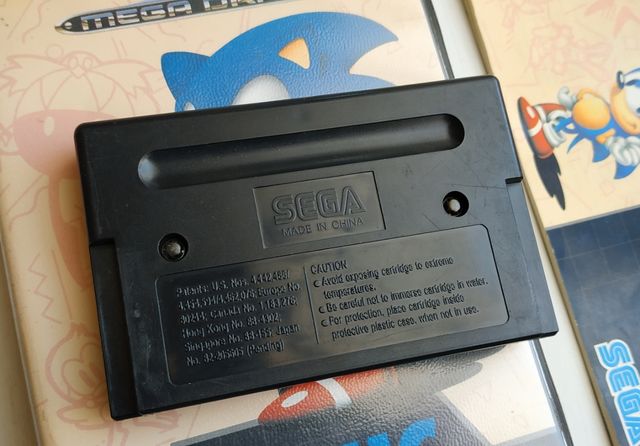 MEGA DRI
SEGA
MADE IN CHINA
Patents: U.S. Nos. 4,442,486/
4,454,594/4,462,076; Europe No.
80244; Canada No. 1,183,276;
Hong Kong No. 88-4302;
Singapore No. 88-155; Japan
No. 82-205605 (Pending)
CAUTION
Avoid exposing cartridge to extreme
temperatures.
Be careful not to immerse cartridge in water.
For protection, place cartridge inside
protective plastic case, when not in use.
SEGA